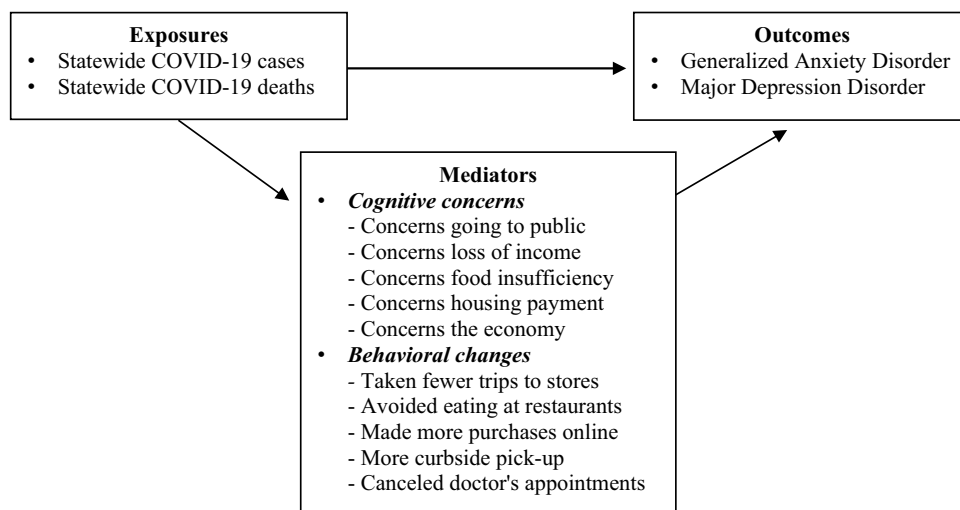 Exposures
• Statewide COVID-19 cases
• Statewide COVID-19 deaths
Outcomes
• Generalized Anxiety Disorder
• Major Depression Disorder
Mediators
• Cognitive concerns
- Concerns going to public
- Concerns loss of income
- Concerns food insufficiency
- Concerns housing payment
- Concerns the economy
• Behavioral changes
- Taken fewer trips to stores
- Avoided eating at restaurants
- Made more purchases online
- More curbside pick-up
- Canceled doctor's appointments